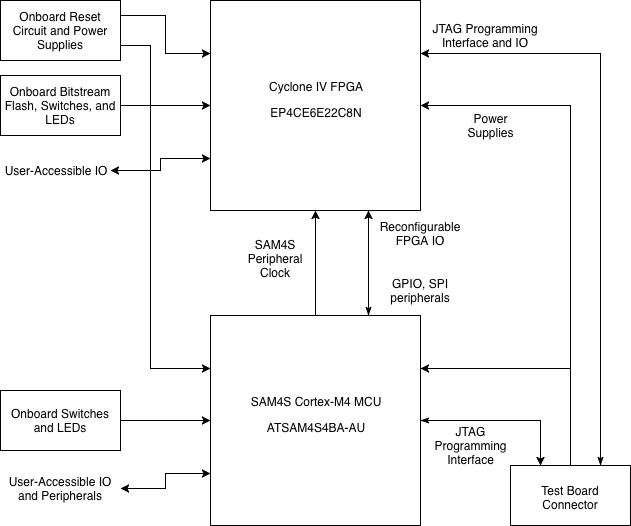 Onboard Reset
Circuit and Power
Supplies
JTAG Programming
Interface and IO
Cyclone IV FPGA
EP4CE6E22C8N
Onboard Bitstream
Flash, Switches, and
LEDs
Power
Supplies
User-Accessible IO
Reconfigurable
FPGA IO
SAM4S
Peripheral
Clock
GPIO, SPI
peripherals
SAM4S Cortex-M4 MCU
ATSAM4S4BA-AU
Onboard Switches
and LEDs
JTAG
Programming
Interface
User-Accessible IO
and Peripherals
Test Board
Connector